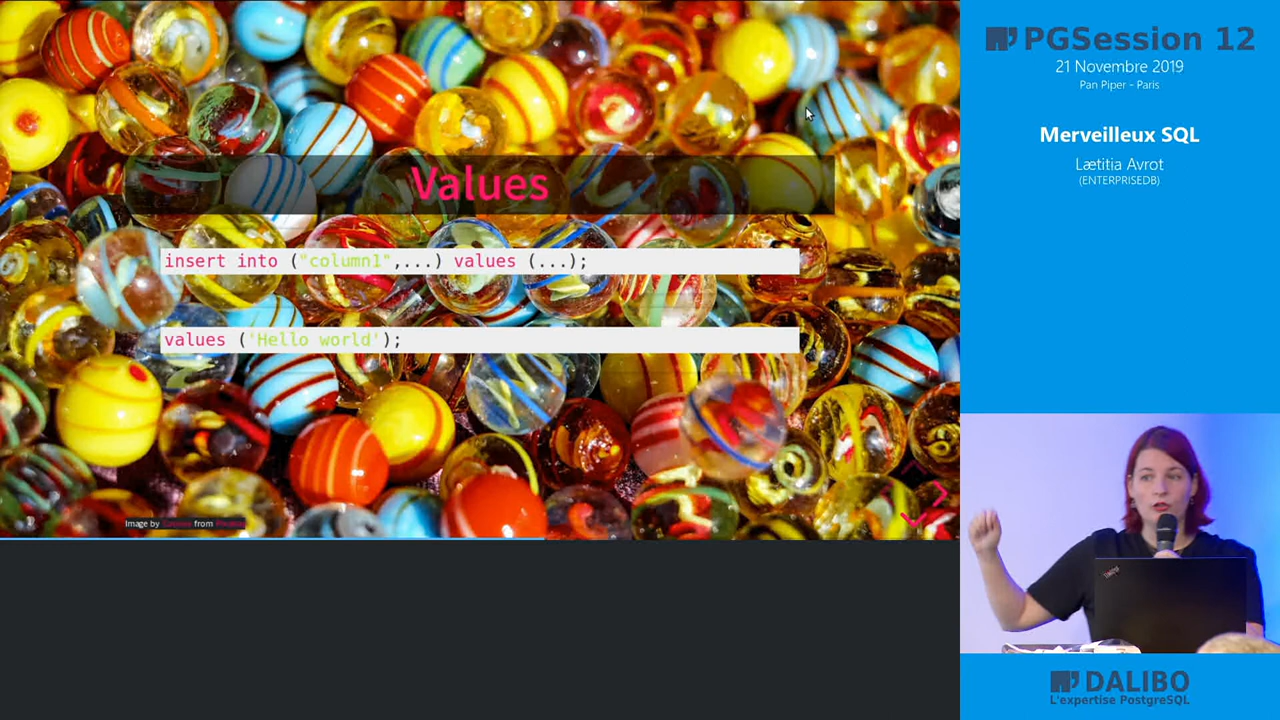 Values
insert into ("column1",...) values (...);
values ('Hello world');
Image by from
PGSession 12
21 Novembre 2019
Pan Piper - Paris
Merveilleux SQL
Lætitia Avrot
(ENTERPRISEDB)
DALIBO
L'expertise PostgreSQL